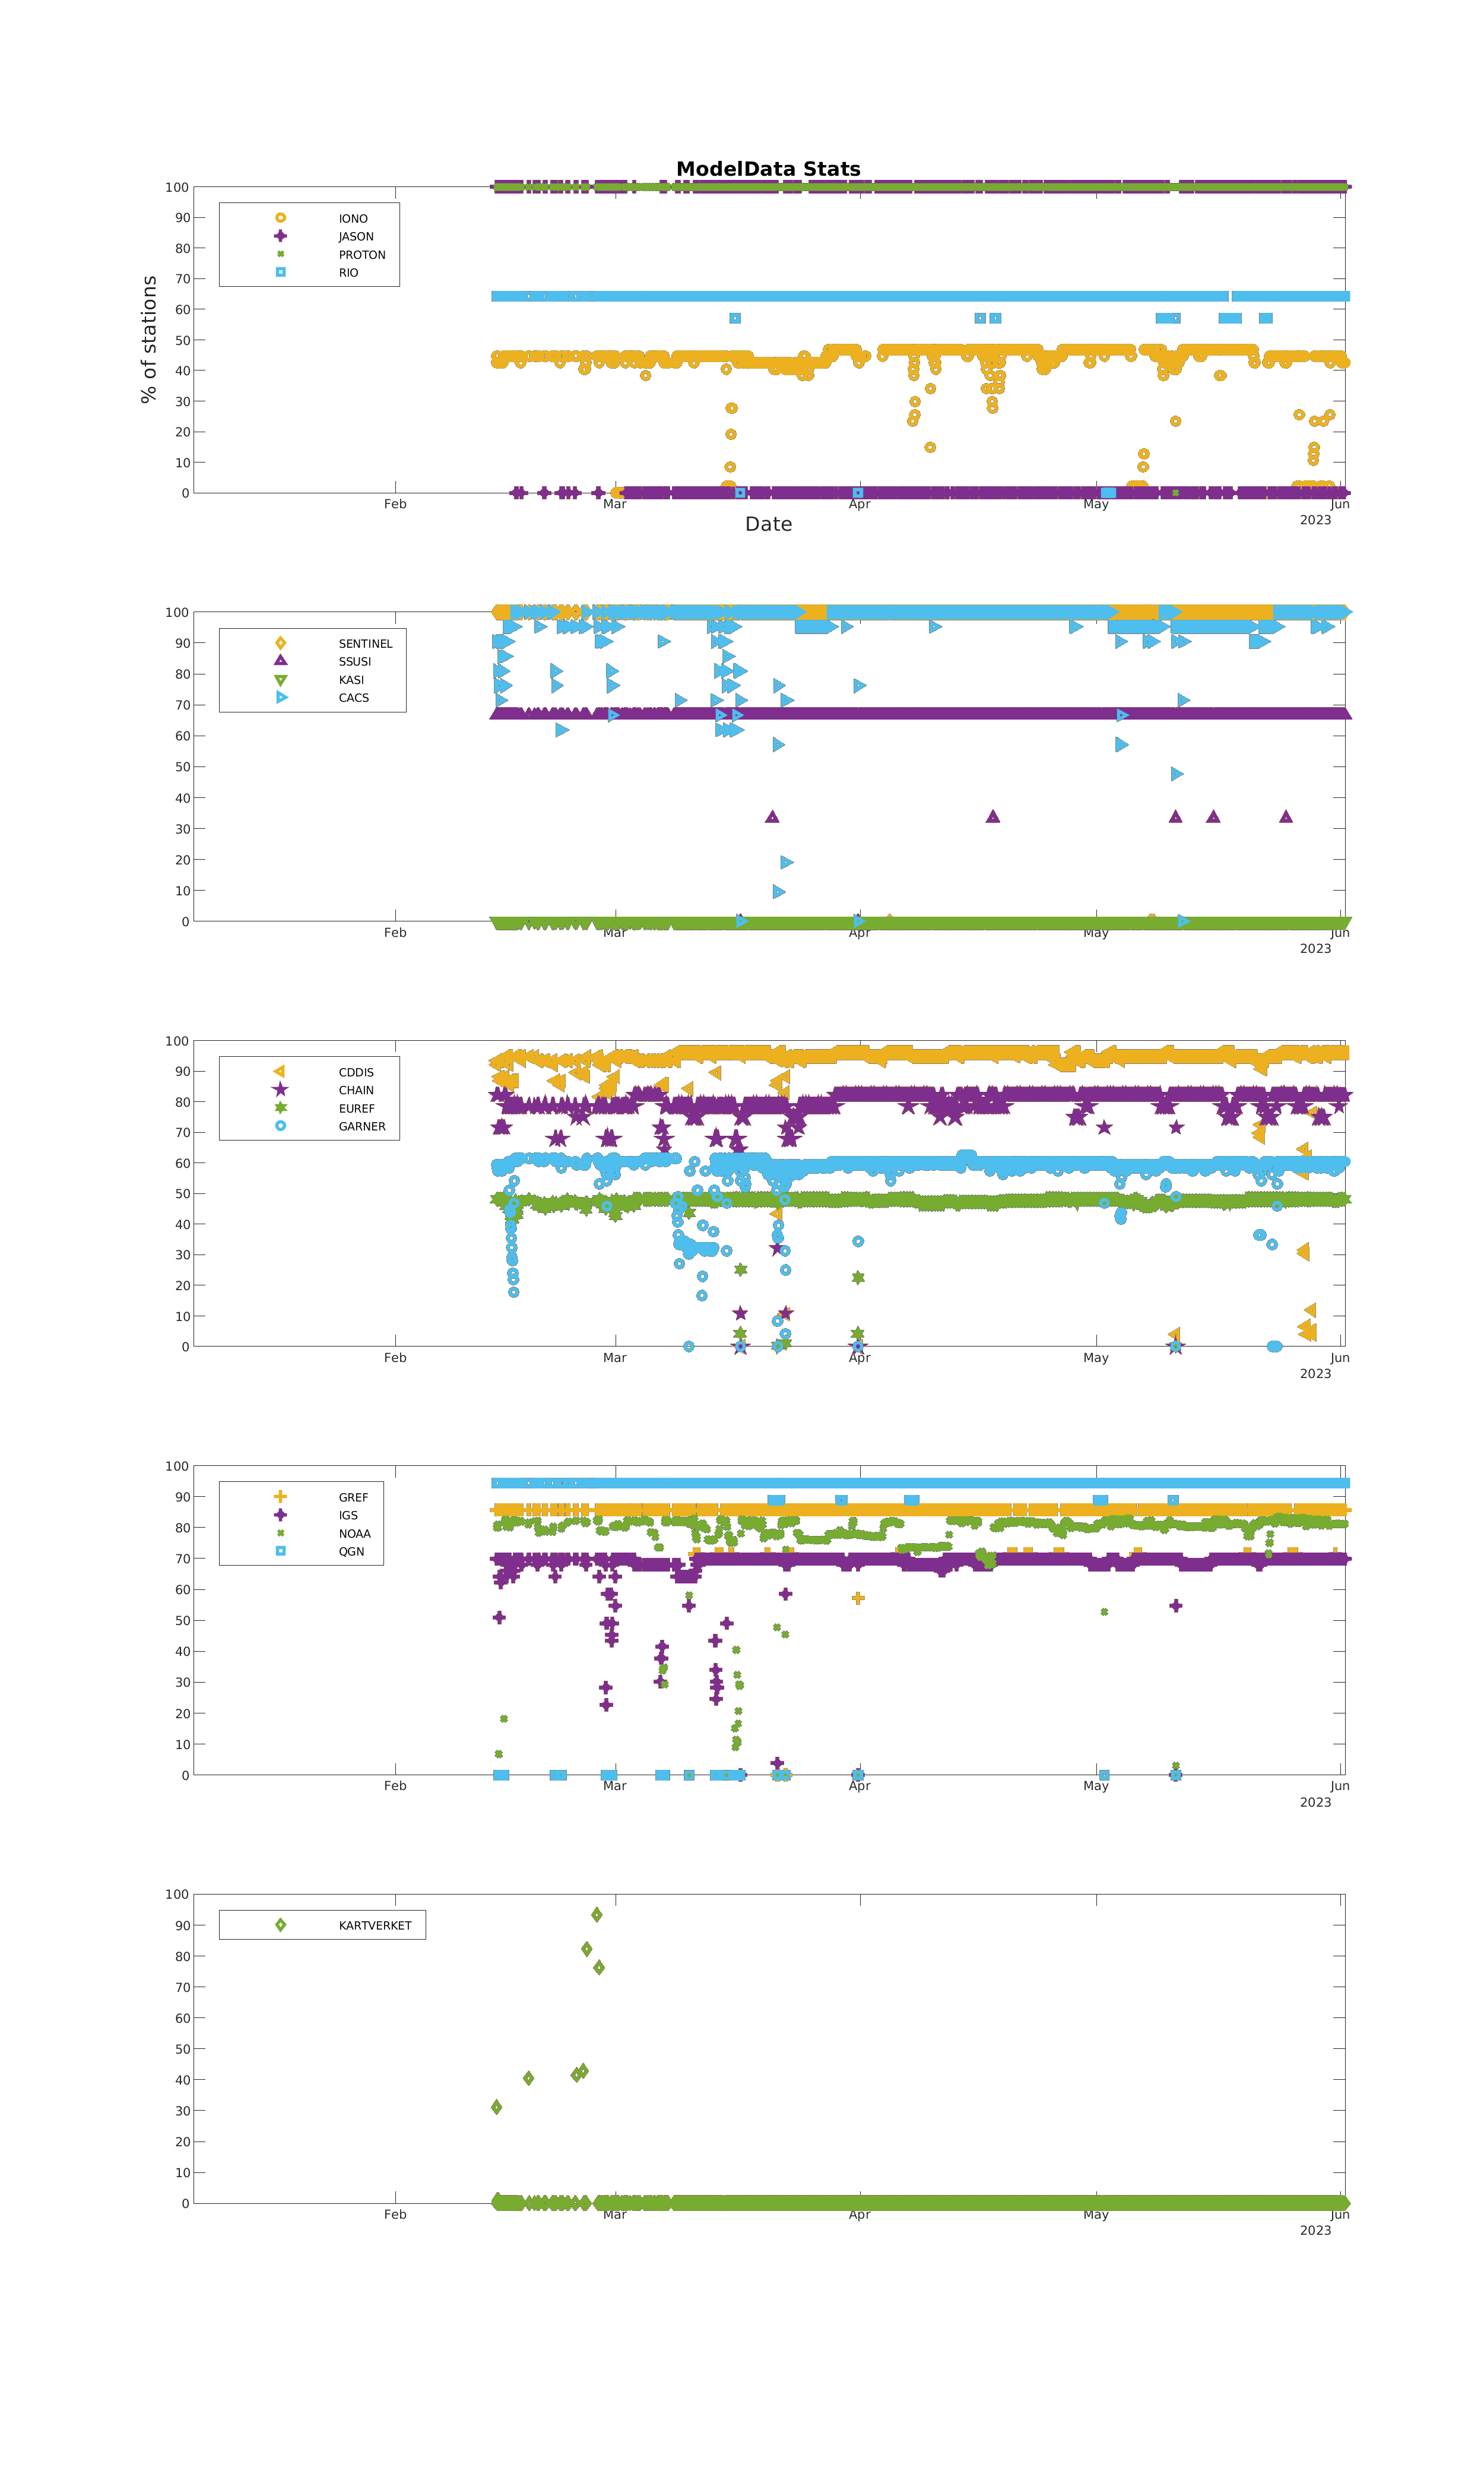 ModelData Stats
100
90
80
70
60
50
40
30
20
10
0
% of stations
IONO
JASON
PROTON
RIO
Feb Mar Apr May Jun
2023
Date
100
90
80
70
60
50
40
30
20
10
0
SENTINEL
SSUSI
KASI
CACS
Feb Mar Apr May Jun
2023
100
90
80
70
60
50
40
30
20
10
0
CDDIS
CHAIN
EUREF
GARNER
Feb Mar Apr May Jun
2023
100
90
80
70
60
50
40
30
20
10
0
GREF
IGS
NOAA
QGN
Feb Mar Apr May Jun
2023
100
90
80
70
60
50
40
30
20
10
0
KARTVERKET
Feb Mar Apr May Jun
2023